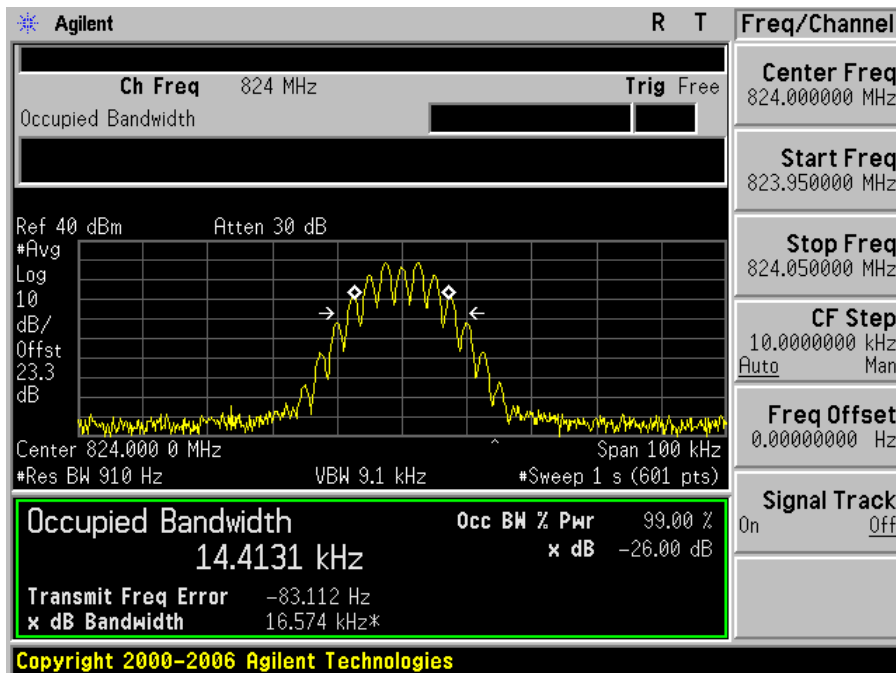 Agilent R T Freq/Channel
Ch Freq 824 MHz Trig Free
Occupied Bandwidth
Center Freq
824.000000 MHz
Start Freq
823.950000 MHz
Stop Freq
824.050000 MHz
CF Step
10.0000000 kHz
Auto Man
Freq Offset
0.00000000 Hz
Signal Track
On Off
Ref 40 dBm Atten 30 dB
#Avg
Log
10
dB/
Offst
23.3
dB
Center 824.000 0 MHz Span 100 kHz
#Res BW 910 Hz VBW 9.1 kHz #Sweep 1 s (601 pts)
Occupied Bandwidth Occ BW % Pwr 99.00 %
14.4131 kHz x dB -26.00 dB
Transmit Freq Error -83.112 Hz
x dB Bandwidth 16.574 kHz*
Copyright 2000-2006 Agilent Technologies